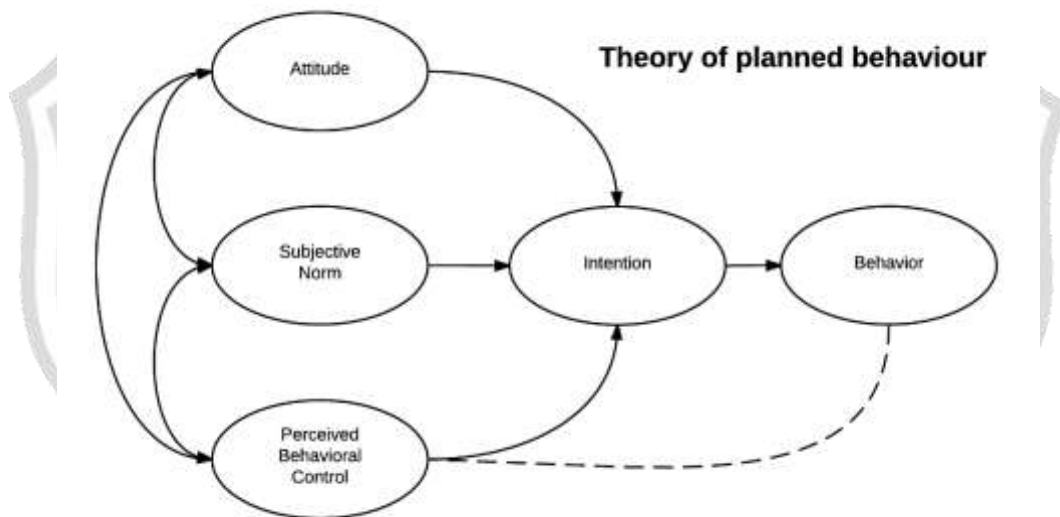 Theory of planned behaviour
Attitude
Subjective
Norm
Intention
Behavior
Perceived
Behavioral
Control